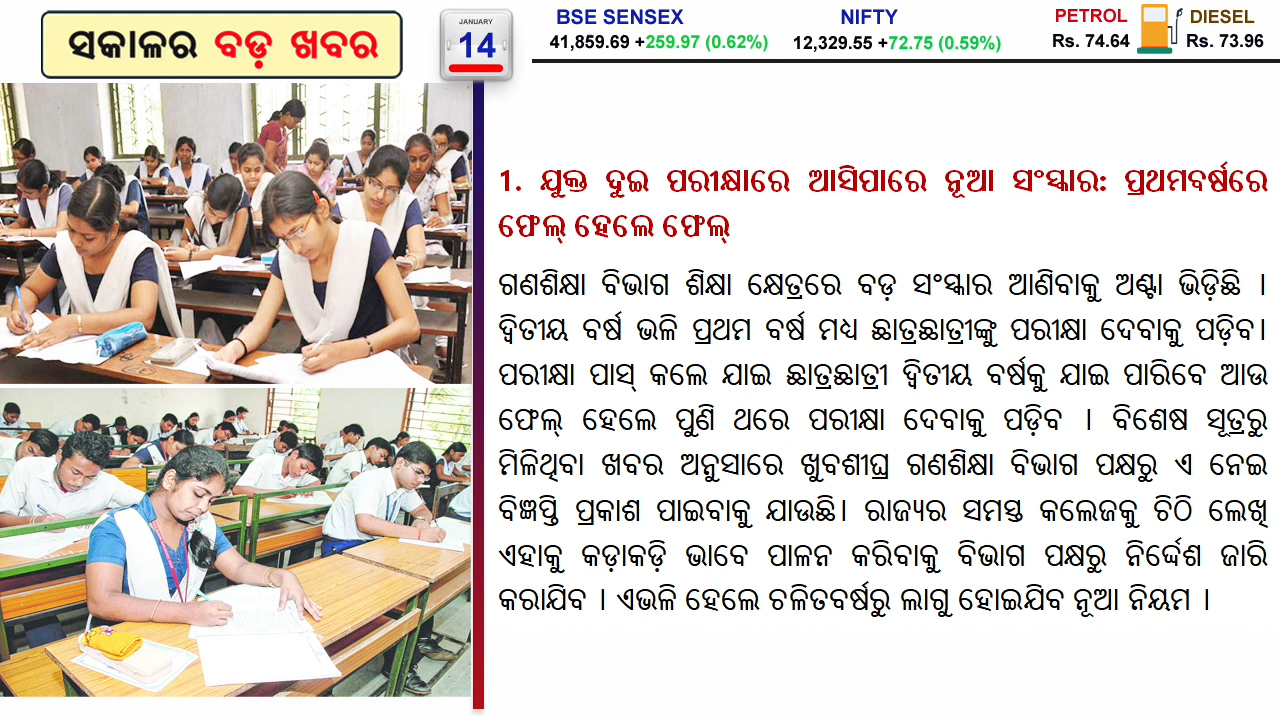 ସକାଳର ବଡ଼ ଖବର
JANUARY
14
BSE SENSEX
41,859.69 +259.97 (0.62%)
NIFTY
12,329.55 +72.75 (0.59%)
PETROL
Rs. 74.64
DIESEL
Rs. 73.96
1. ଯୁକ୍ତ ଦୁଇ ପରୀକ୍ଷାରେ ଆସିପାରେ ନୂଆ ସଂସ୍କାର: ପ୍ରଥମବର୍ଷରେ
ଫେଲ୍ ହେଲେ ଫେଲ୍
ଗଣଶିକ୍ଷା ବିଭାଗ ଶିକ୍ଷା କ୍ଷେତ୍ରରେ ବଡ଼ ସଂସ୍କାର ଆଣିବାକୁ ଅଣ୍ଟା ଭିଡ଼ିଛି ।
ଦ୍ୱିତୀୟ ବର୍ଷ ଭଳି ପ୍ରଥମ ବର୍ଷ ମଧ୍ୟ ଛାତ୍ରଛାତ୍ରୀଙ୍କୁ ପରୀକ୍ଷା ଦେବାକୁ ପଡ଼ିବ।
ପରୀକ୍ଷା ପାସ୍ କଲେ ଯାଇ ଛାତ୍ରଛାତ୍ରୀ ଦ୍ୱିତୀୟ ବର୍ଷକୁ ଯାଇ ପାରିବେ ଆଉ
ଫେଲ୍ ହେଲେ ପୁଣି ଥରେ ପରୀକ୍ଷା ଦେବାକୁ ପଡ଼ିବ । ବିଶେଷ ସୂତ୍ରରୁ
ମିଳିଥିବା ଖବର ଅନୁସାରେ ଖୁବଶୀଘ୍ର ଗଣଶିକ୍ଷା ବିଭାଗ ପକ୍ଷରୁ ଏ ନେଇ
ବିଜ୍ଞପ୍ତି ପ୍ରକାଶ ପାଇବାକୁ ଯାଉଛି। ରାଜ୍ୟର ସମସ୍ତ କଲେଜକୁ ଚିଠି ଲେଖି
ଏହାକୁ କଡ଼ାକଡ଼ି ଭାବେ ପାଳନ କରିବାକୁ ବିଭାଗ ପକ୍ଷରୁ ନିର୍ଦ୍ଦେଶ ଜାରି
କରାଯିବ । ଏଭଳି ହେଲେ ଚଳିତବର୍ଷରୁ ଲାଗୁ ହୋଇଯିବ ନୂଆ ନିୟମ ।